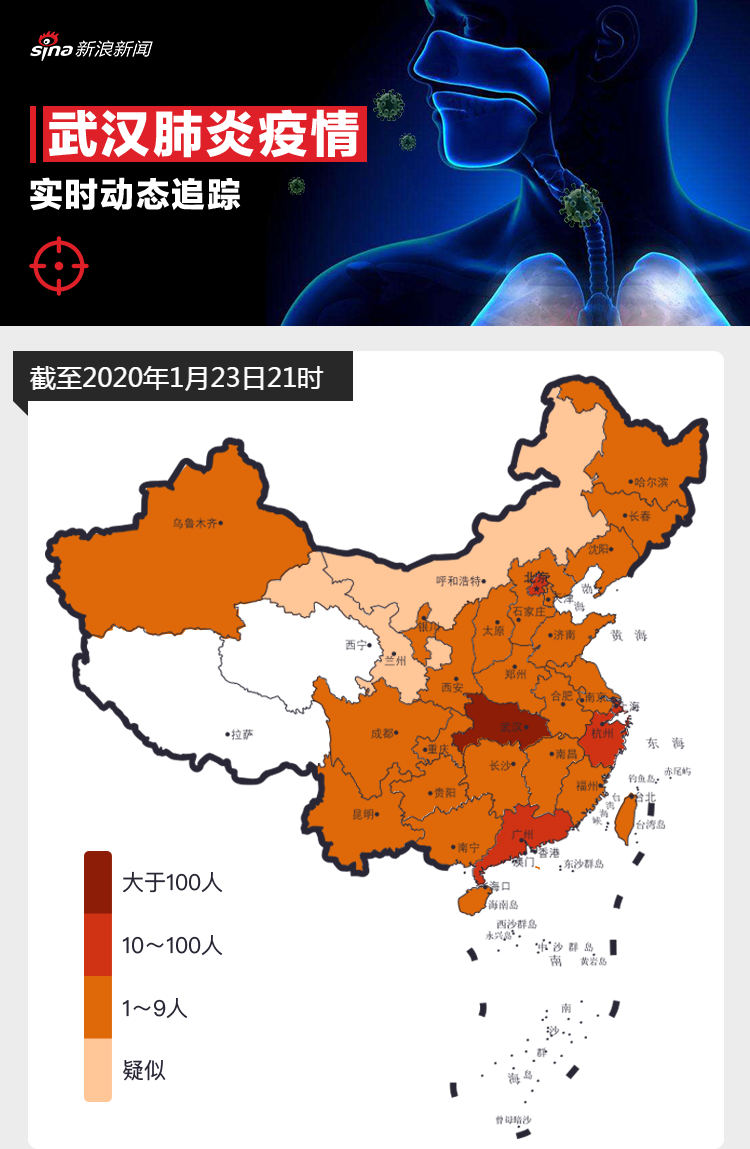 sina新浪新闻
武汉肺炎疫情
实时动态追踪
截至2020年1月23日21时
哈尔滨
乌鲁木齐
长春
沈阳
呼和浩特
北京
天津
渤
海
石家庄
银川
太原
济南
黄 海
西宁
兰州
郑州
西安
合肥
南京
上海
拉萨
成都
武汉
杭州
东 海
重庆
南昌
长沙
钓鱼岛
赤尾屿
贵阳
福州
台北
台
湾
海
峡
昆明
台湾岛
广州
南宁
香港
澳门
东沙群岛
大于100人
海口
海南岛
西沙群岛
永兴岛
10～100人
中 沙 群 岛
南
黄岩岛
1～9人
南
沙
群
疑似
海
岛
曾母暗沙